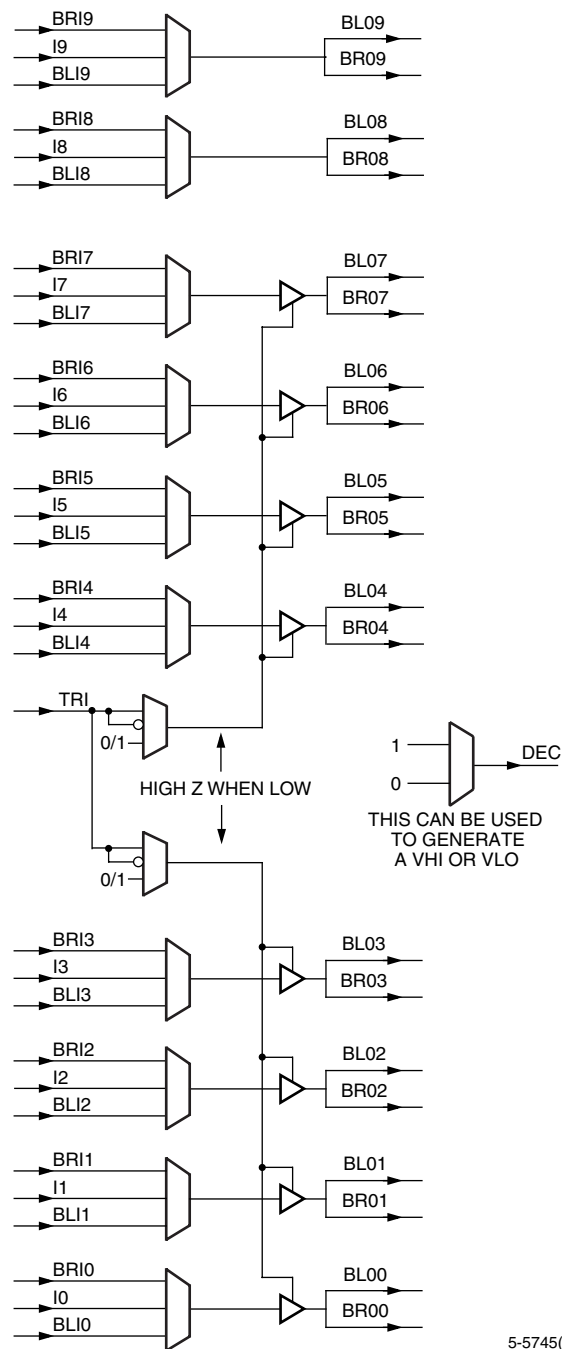 BRI9
I9
BLI9
BL09
BR09
BRI8
I8
BLI8
BL08
BR08
BRI7
I7
BLI7
BL07
BR07
BRI6
I6
BLI6
BL06
BR06
BRI5
I5
BLI5
BL05
BR05
BRI4
I4
BLI4
BL04
BR04
TRI
0/1
HIGH Z WHEN LOW
0/1
1
0
DEC
THIS CAN BE USED
TO GENERATE
A VHI OR VLO
BRI3
I3
BLI3
BL03
BR03
BRI2
I2
BLI2
BL02
BR02
BRI1
I1
BLI1
BL01
BR01
BRI0
I0
BLI0
BL00
BR00
5-5745(